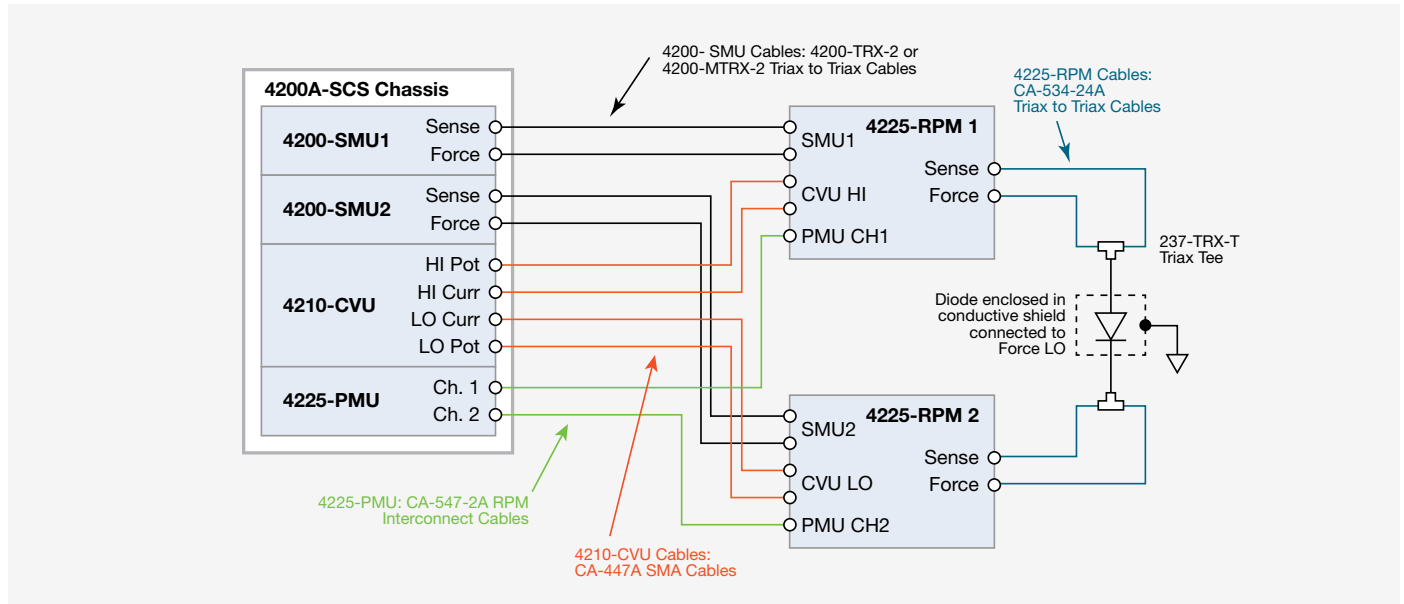 4200- SMU Cables: 4200-TRX-2 or
4200-MTRX-2 Triax to Triax Cables
4225-RPM Cables:
CA-534-24A
Triax to Triax Cables
4200A-SCS Chassis
4200-SMU1
Sense
Force
4200-SMU2
Sense
Force
4210-CVU
HI Pot
HI Curr
LO Curr
LO Pot
4225-PMU
Ch. 1
Ch. 2
4225-RPM 1
SMU1
CVU HI
PMU CH1
Sense
Force
237-TRX-T
Triax Tee
Diode enclosed in
conductive shield
connected to
Force LO
4225-RPM 2
SMU2
CVU LO
PMU CH2
Sense
Force
4225-PMU: CA-547-2A RPM
Interconnect Cables
4210-CVU Cables:
CA-447A SMA Cables